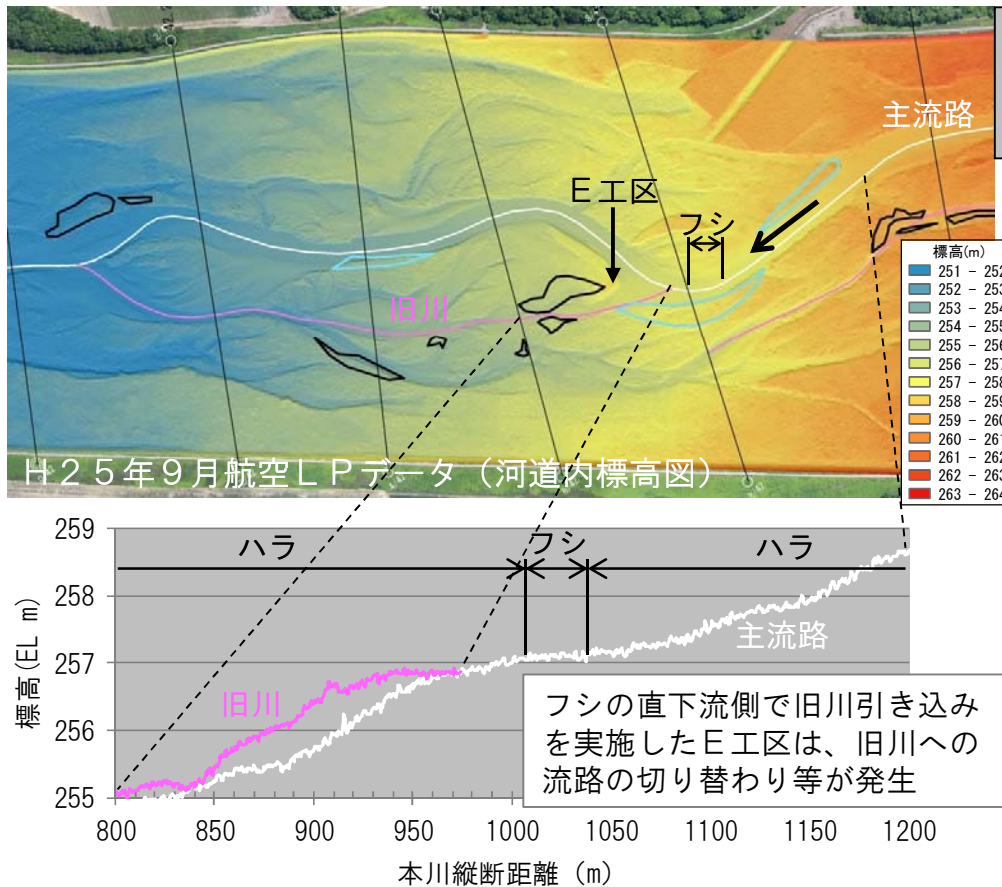 主流路
Ｅ工区
フシ
旧川
標高(m)
251 - 252
252 - 253
253 - 254
254 - 255
255 - 256
256 - 257
257 - 258
258 - 259
259 - 260
260 - 261
261 - 262
262 - 263
263 - 264
Ｈ２５年９月航空ＬＰデータ（河道内標高図）
259
258
257
256
255
標高(EL m)
ハラ
フシ
ハラ
主流路
旧川
フシの直下流側で旧川引き込み
を実施したＥ工区は、旧川への
流路の切り替わり等が発生
800
850
900
950
1000
1050
1100
1150
1200
本川縦断距離（m）